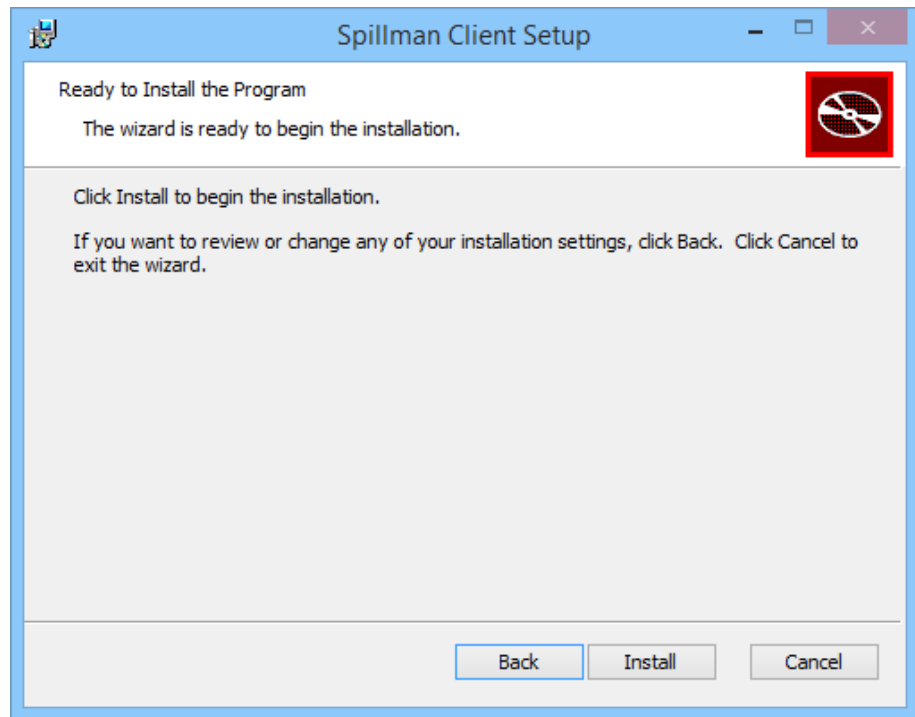 Spillman Client Setup
Ready to Install the Program
The wizard is ready to begin the installation.
Click Install to begin the installation.
If you want to review or change any of your installation settings, click Back.  Click Cancel to
exit the wizard.
Back Install Cancel